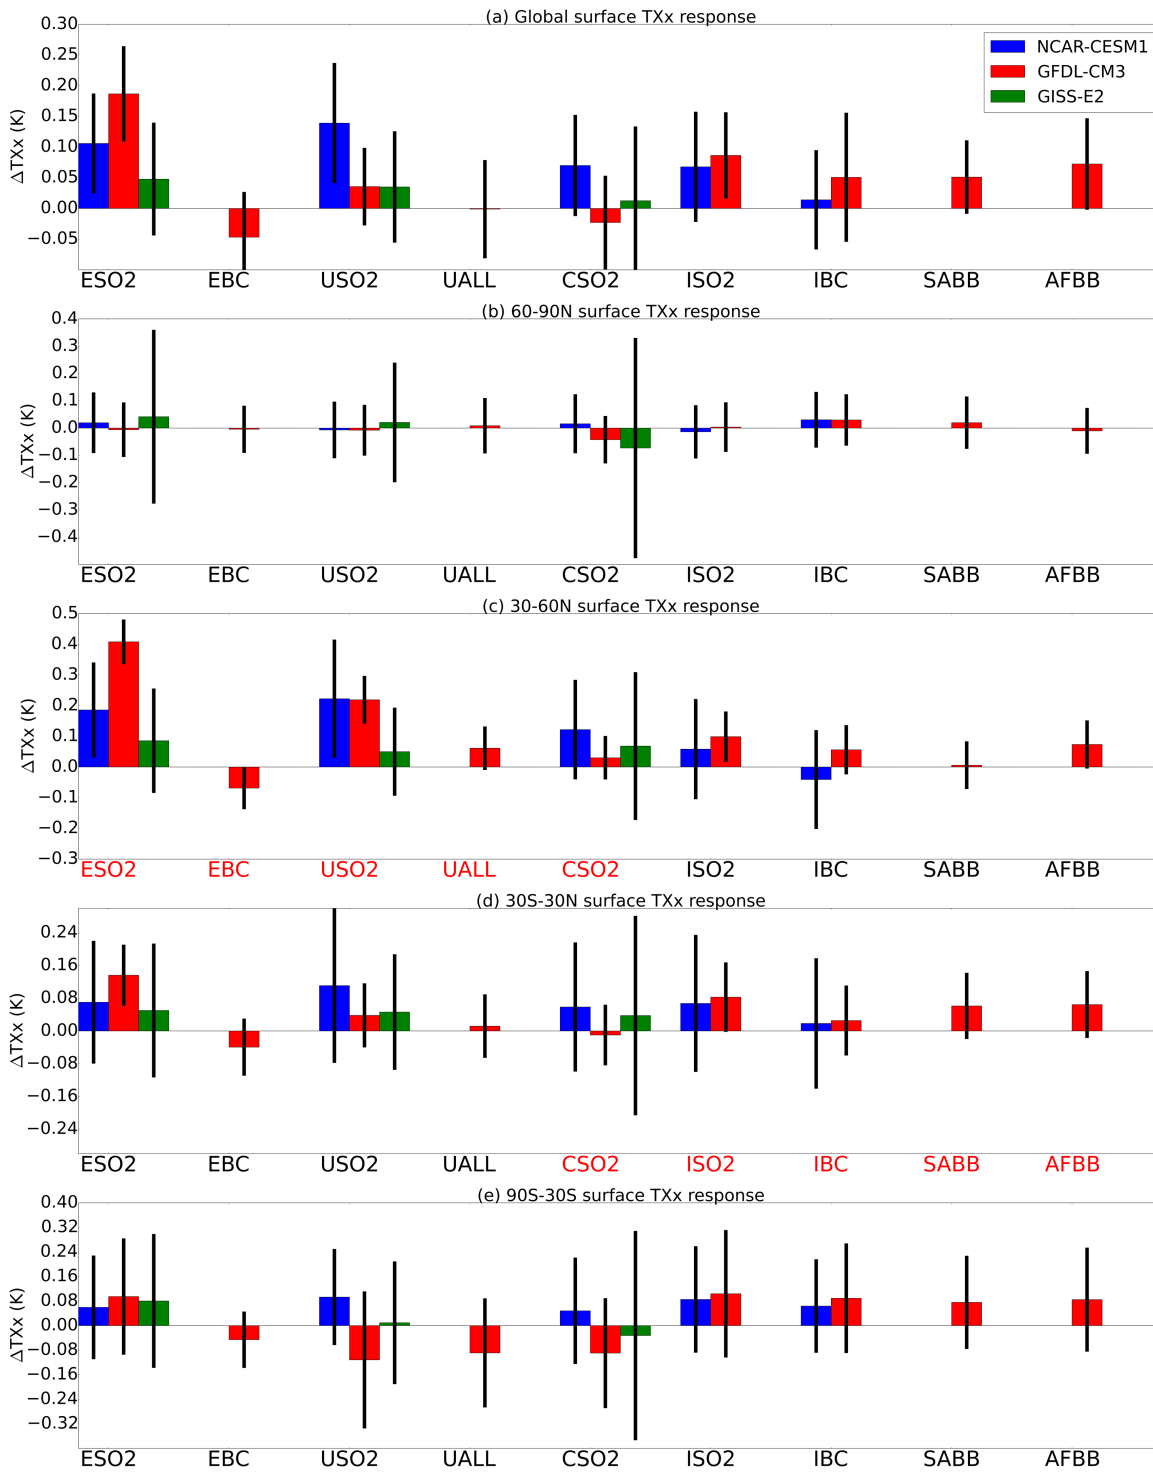 (a) Global surface TXx response
0.30
0.25
0.20
0.15
0.10
0.05
0.00
−0.05
ΔTXx (K)
NCAR-CESM1
GFDL-CM3
GISS-E2
ESO2 EBC USO2 UALL CSO2 ISO2 IBC SABB AFBB
(b) 60-90N surface TXx response
0.4
0.3
0.2
0.1
0.0
−0.1
−0.2
−0.3
−0.4
ΔTXx (K)
ESO2 EBC USO2 UALL CSO2 ISO2 IBC SABB AFBB
(c) 30-60N surface TXx response
0.5
0.4
0.3
0.2
0.1
0.0
−0.1
−0.2
−0.3
ΔTXx (K)
ESO2 EBC USO2 UALL CSO2 ISO2 IBC SABB AFBB
(d) 30S-30N surface TXx response
0.24
0.16
0.08
0.00
−0.08
−0.16
−0.24
ΔTXx (K)
ESO2 EBC USO2 UALL CSO2 ISO2 IBC SABB AFBB
(e) 90S-30S surface TXx response
0.40
0.32
0.24
0.16
0.08
0.00
−0.08
−0.16
−0.24
−0.32
ΔTXx (K)
ESO2 EBC USO2 UALL CSO2 ISO2 IBC SABB AFBB